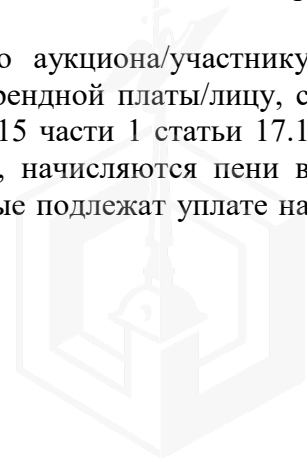 о аукциона/участнику
рендной платы/лицу, с
15 части 1 статьи 17.1
, начисляются пени в
ые подлежат уплате на